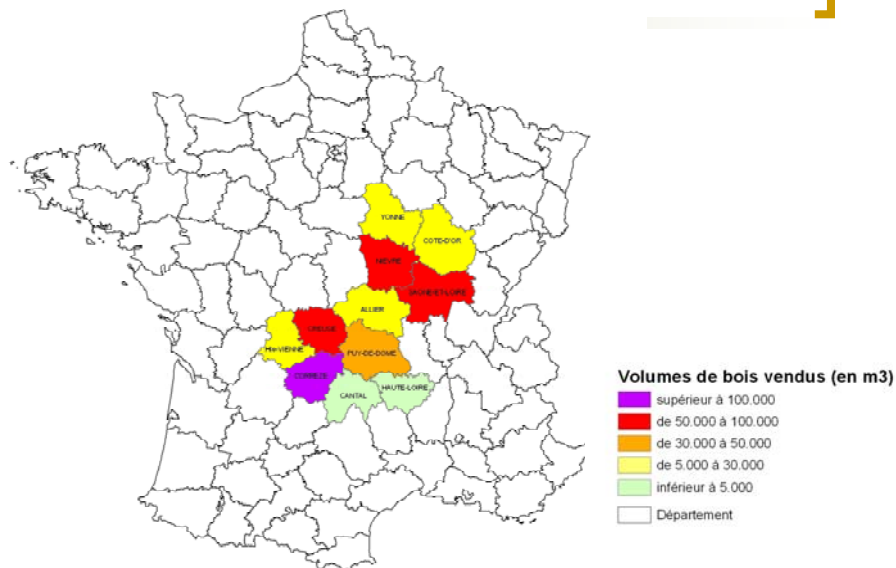 YONNE
COTE-D'OR
NIEVRE
SAONE-ET-LOIRE
ALLIER
CREUSE
Hte-VIENNE
PUY-DE-DOME
CORREZE
CANTAL
HAUTE-LOIRE
Volumes de bois vendus (en m3)
supérieur à 100.000
de 50.000 à 100.000
de 30.000 à 50.000
de 5.000 à 30.000
inférieur à 5.000
Département